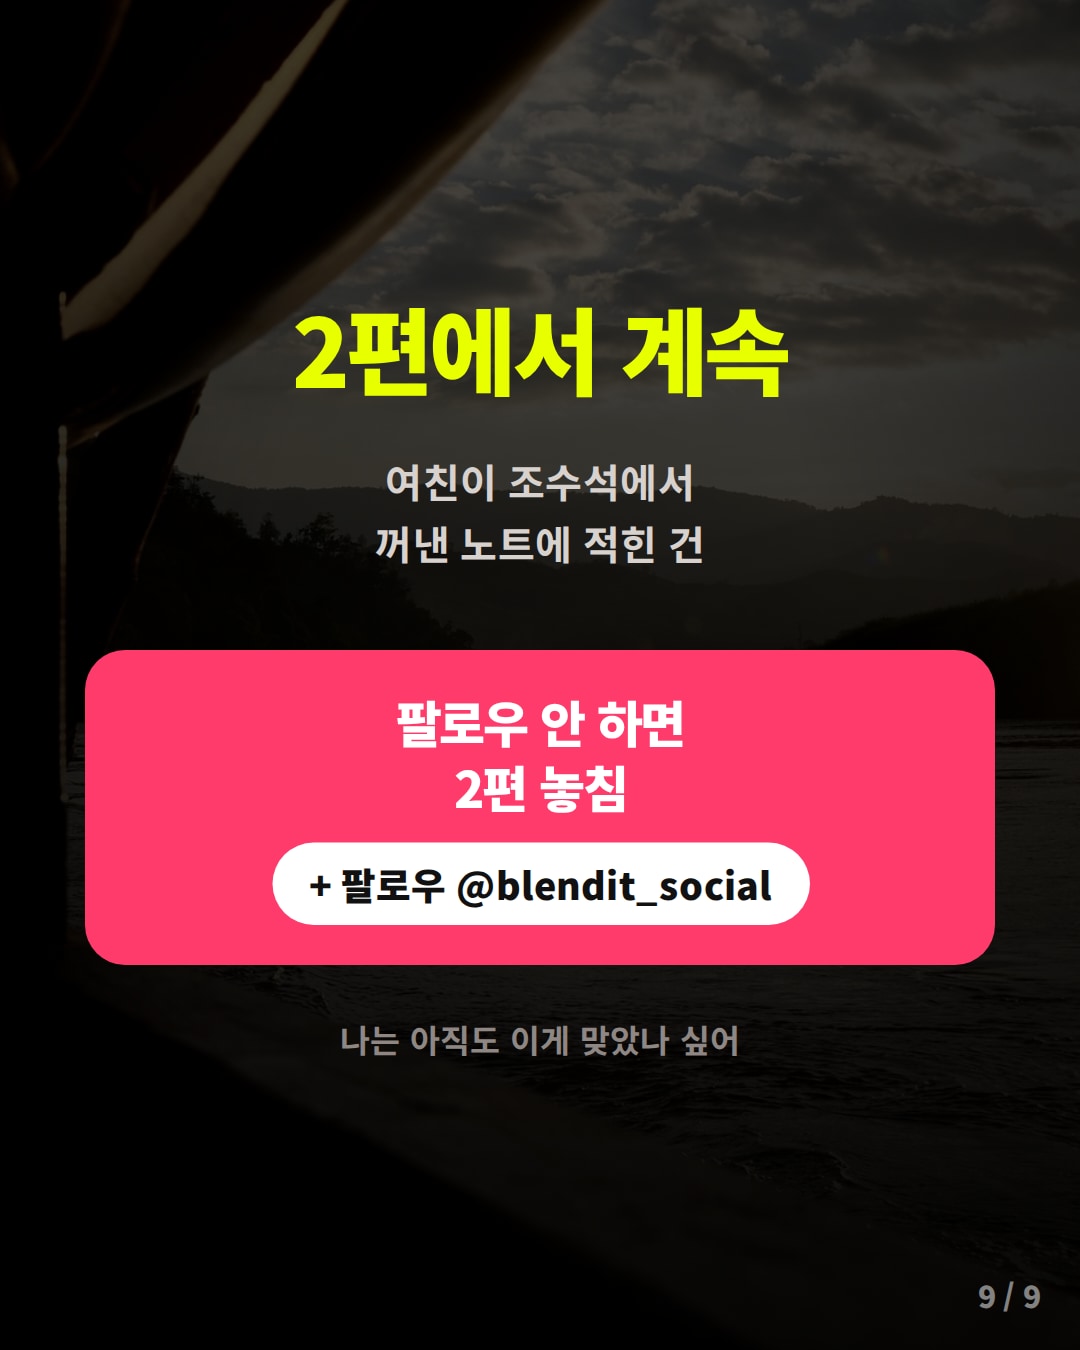 2편에서 계속
여친이 조수석에서
꺼낸 노트에 적힌 건
팔로우 안 하면
2편 놓침
+ 팔로우 @blendit_social
나는 아직도 이게 맞았나 싶어
9 / 9